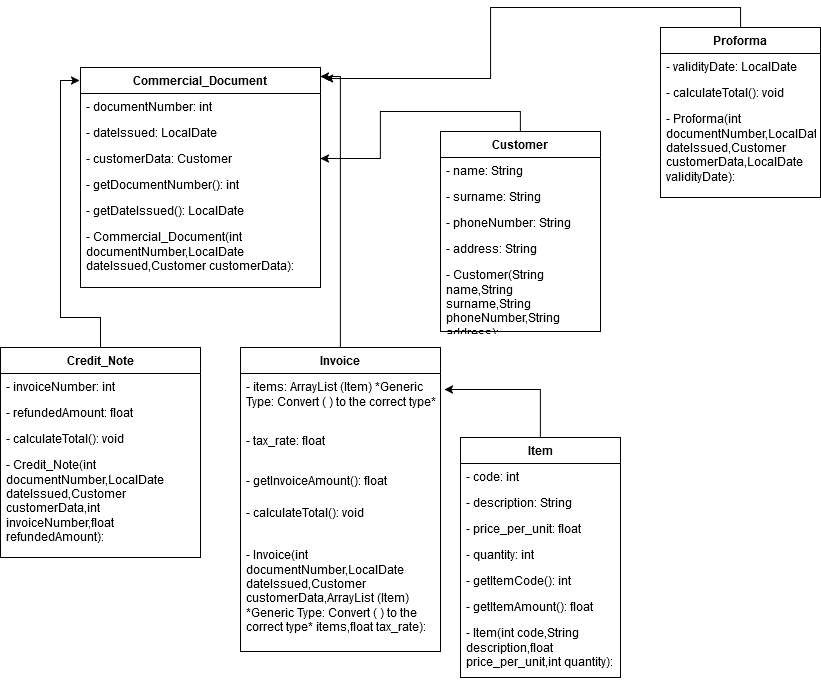 Proforma
- validityDate: LocalDate
- calculateTotal(): void
- Proforma(int
documentNumber,LocalDat
dateIssued,Customer
customerData,LocalDate
validityDate):
Commercial_Document
- documentNumber: int
- dateIssued: LocalDate
- customerData: Customer
- getDocumentNumber(): int
- getDateIssued(): LocalDate
- Commercial_Document(int
documentNumber,LocalDate
dateIssued,Customer customerData):
Customer
- name: String
- surname: String
- phoneNumber: String
- address: String
- Customer(String
name,String
surname,String
phoneNumber,String
address):
Credit_Note
- invoiceNumber: int
- refundedAmount: float
- calculateTotal(): void
- Credit_Note(int
documentNumber,LocalDate
dateIssued,Customer
customerData,int
invoiceNumber,float
refundedAmount):
Invoice
- items: ArrayList (Item) *Generic
Type: Convert ( ) to the correct type*
- tax_rate: float
- getInvoiceAmount(): float
- calculateTotal(): void
- Invoice(int
documentNumber,LocalDate
dateIssued,Customer
customerData,ArrayList (Item)
*Generic Type: Convert ( ) to the
correct type* items,float tax_rate):
Item
- code: int
- description: String
- price_per_unit: float
- quantity: int
- getItemCode(): int
- getItemAmount(): float
- Item(int code,String
description,float
price_per_unit,int quantity):